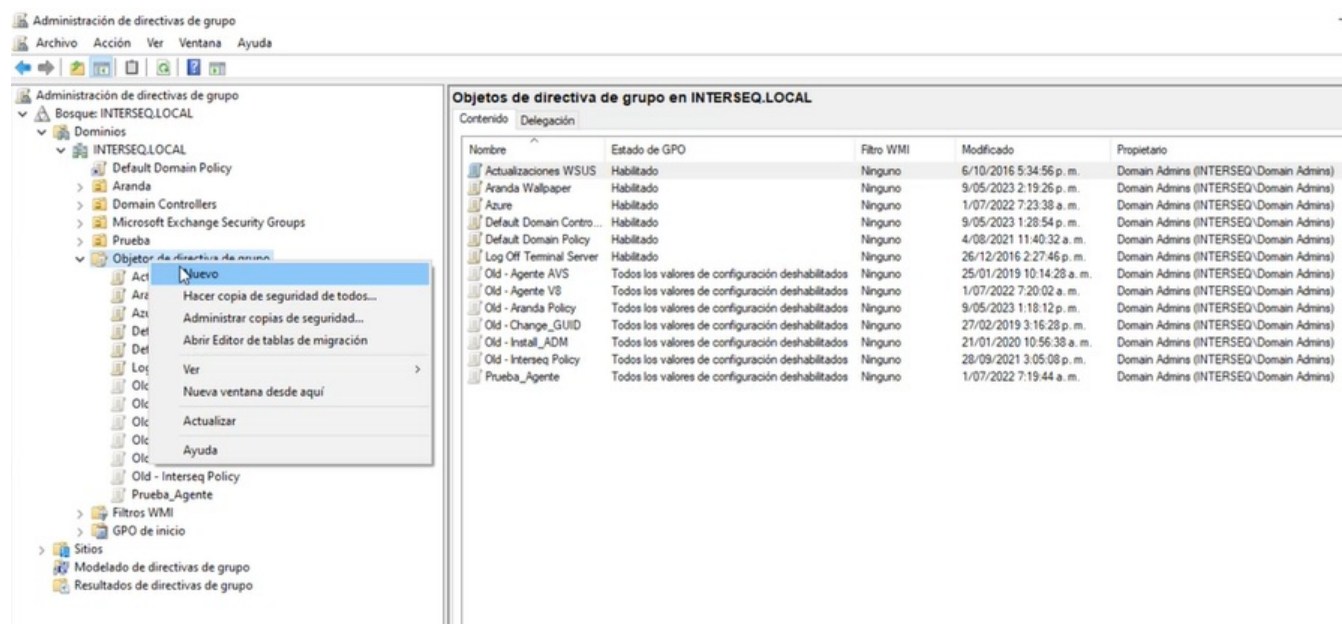 Administración de directivas de grupo
Archivo Acción Ver Ventana Ayuda
Administración de directivas de grupo
Bosque: INTERSEQ.LOCAL
Dominios
INTERSEQ.LOCAL
Default Domain Policy
Aranda
Domain Controllers
Microsoft Exchange Security Groups
Prueba
Objetos de directiva de grupo
Act
Ara
Azu
Def
Def
Log
Old
Old
Old
Old
Old
Old - Interseq Policy
Prueba_Agente
Filtros WMI
GPO de inicio
Sitios
Modelado de directivas de grupo
Resultados de directivas de grupo
Nuevo
Hacer copia de seguridad de todos...
Administrar copias de seguridad...
Abrir Editor de tablas de migración
Ver
Nueva ventana desde aquí
Actualizar
Ayuda
Objetos de directiva de grupo en INTERSEQ.LOCAL
Contenido Delegación
Nombre Estado de GPO Filtro WMI Modificado Propietario
Actualizaciones WSUS Habilitado Ninguno 6/10/2016 5:34:56 p. m. Domain Admins (INTERSEQ\Domain Admins)
Aranda Wallpaper Habilitado Ninguno 9/05/2023 2:19:26 p. m. Domain Admins (INTERSEQ\Domain Admins)
Azure Habilitado Ninguno 1/07/2022 7:23:38 a. m. Domain Admins (INTERSEQ\Domain Admins)
Default Domain Contro... Habilitado Ninguno 9/05/2023 1:28:54 p. m. Domain Admins (INTERSEQ\Domain Admins)
Default Domain Policy Habilitado Ninguno 4/08/2021 11:40:32 a. m. Domain Admins (INTERSEQ\Domain Admins)
Log Off Terminal Server Habilitado Ninguno 26/12/2016 2:27:46 p. m. Domain Admins (INTERSEQ\Domain Admins)
Old - Agente AVS Todos los valores de configuración deshabilitados Ninguno 25/01/2019 10:14:28 a. m. Domain Admins (INTERSEQ\Domain Admins)
Old - Agente V8 Todos los valores de configuración deshabilitados Ninguno 1/07/2022 7:20:02 a. m. Domain Admins (INTERSEQ\Domain Admins)
Old - Aranda Policy Todos los valores de configuración deshabilitados Ninguno 9/05/2023 1:18:12 p. m. Domain Admins (INTERSEQ\Domain Admins)
Old - Change_GUID Todos los valores de configuración deshabilitados Ninguno 27/02/2019 3:16:28 p. m. Domain Admins (INTERSEQ\Domain Admins)
Old - Install_ADM Todos los valores de configuración deshabilitados Ninguno 21/01/2020 10:56:38 a. m. Domain Admins (INTERSEQ\Domain Admins)
Old - Interseq Policy Todos los valores de configuración deshabilitados Ninguno 28/09/2021 3:05:08 p. m. Domain Admins (INTERSEQ\Domain Admins)
Prueba_Agente Todos los valores de configuración deshabilitados Ninguno 1/07/2022 7:19:44 a. m. Domain Admins (INTERSEQ\Domain Admins)